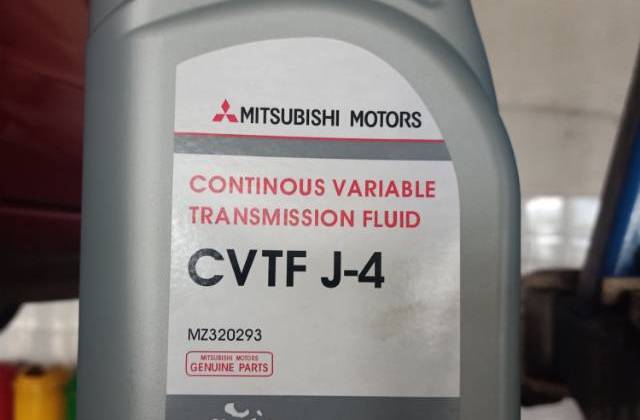 MITSUBISHI MOTORS
CONTINOUS VARIABLE
TRANSMISSION FLUID
CVTF J-4
MZ320293
MITSUBISHI MOTORS
GENUINE PARTS